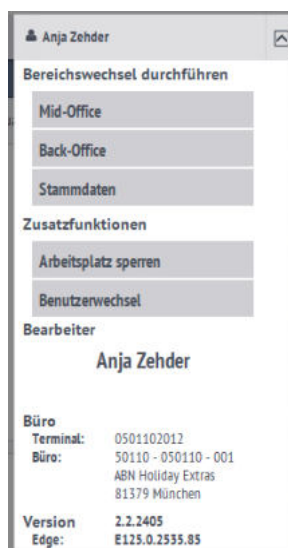 Anja Zehder
Bereichswechsel durchführen
Mid-Office
Back-Office
Stammdaten
Zusatzfunktionen
Arbeitsplatz sperren
Benutzerwechsel
Bearbeiter
Anja Zehder
Büro
Terminal: 0501102012
Büro: 50110 - 050110 - 001
ABN Holiday Extras
81379 München
Version 2.2.2405
Edge: E125.0.2535.85